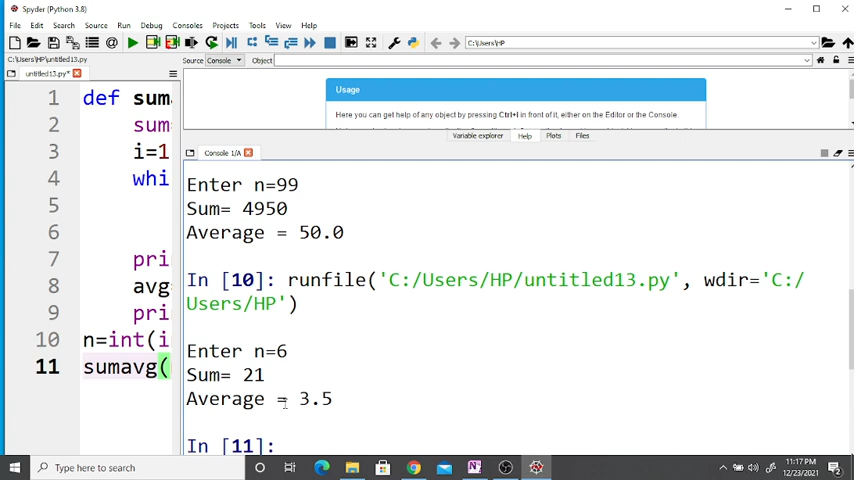 Spyder (Python 3.8)
File Edit Search Source Run Debug Consoles Projects Tools View Help
C:\Users\HP
C:\Users\HP\untitled13.py
Source Console Object
untitled13.py*
Usage
Here you can get help of any object by pressing Ctrl+I in front of it, either on the Editor or the Console.
Variable explorer Help Plots Files
Console 1/A
1 def suma
2 sum=
3 i=1
4 whi
5
6
7 pri
8 avg
9 pri
10 n=int(i
11 sumavg(
Enter n=99
Sum= 4950
Average = 50.0
In [10]: runfile('C:/Users/HP/untitled13.py', wdir='C:/
Users/HP')
Enter n=6
Sum= 21
Average = 3.5
In [11]:
Type here to search
11:17 PM
12/23/2021
2